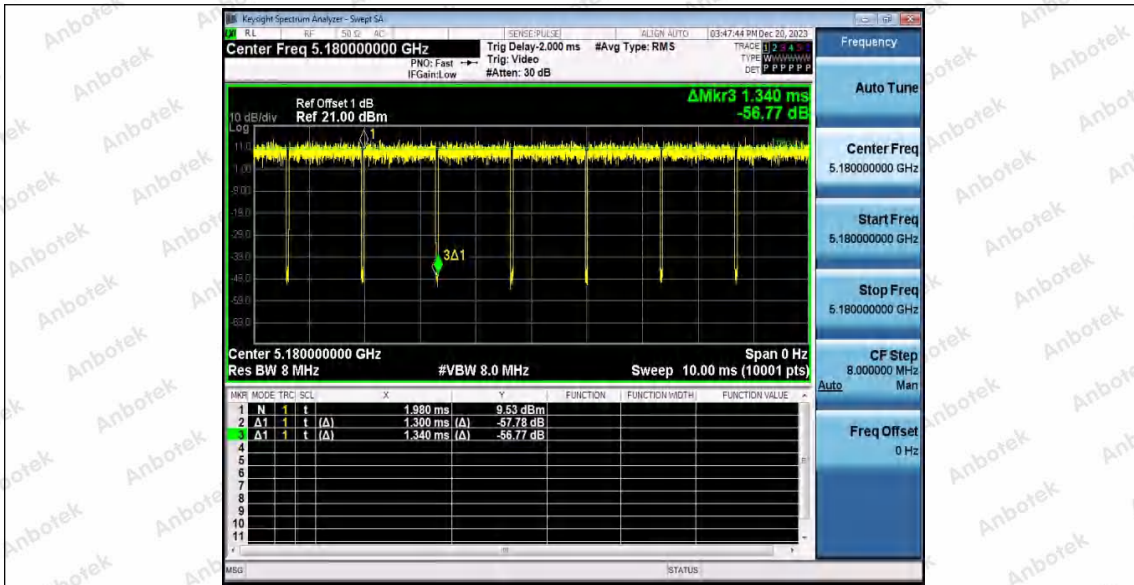 Keysight Spectrum Analyzer - Swept SA
RL RF 50 Ω AC SENSE:PULSE ALIGN AUTO 03:47:44 PM Dec 20, 2023
Center Freq 5.180000000 GHz
Trig Delay-2.000 ms #Avg Type: RMS
TRACE 1 2 3 4 5 6
PNO: Fast
Trig: Video
TYPE WWWWWW
IFGain:Low
#Atten: 30 dB
DET P P P P P P
ΔMkr3 1.340 ms
-56.77 dB
Ref Offset 1 dB
10 dB/div Ref 21.00 dBm
Log
11.0
1.00
-9.00
-19.0
-29.0
-39.0
-49.0
-59.0
-69.0
1
3Δ1
Center 5.180000000 GHz Span 0 Hz
Res BW 8 MHz #VBW 8.0 MHz Sweep 10.00 ms (10001 pts)
MKR MODE TRC SCL X Y FUNCTION FUNCTION WIDTH FUNCTION VALUE
1 N 1 t 1.980 ms 9.53 dBm
2 Δ1 1 t (Δ) 1.300 ms (Δ) -57.78 dB
3 Δ1 1 t (Δ) 1.340 ms (Δ) -56.77 dB
4
5
6
7
8
9
10
11
MSG STATUS
Frequency
Auto Tune
Center Freq
5.180000000 GHz
Start Freq
5.180000000 GHz
Stop Freq
5.180000000 GHz
CF Step
8.000000 MHz
Auto Man
Freq Offset
0 Hz
Anbotek